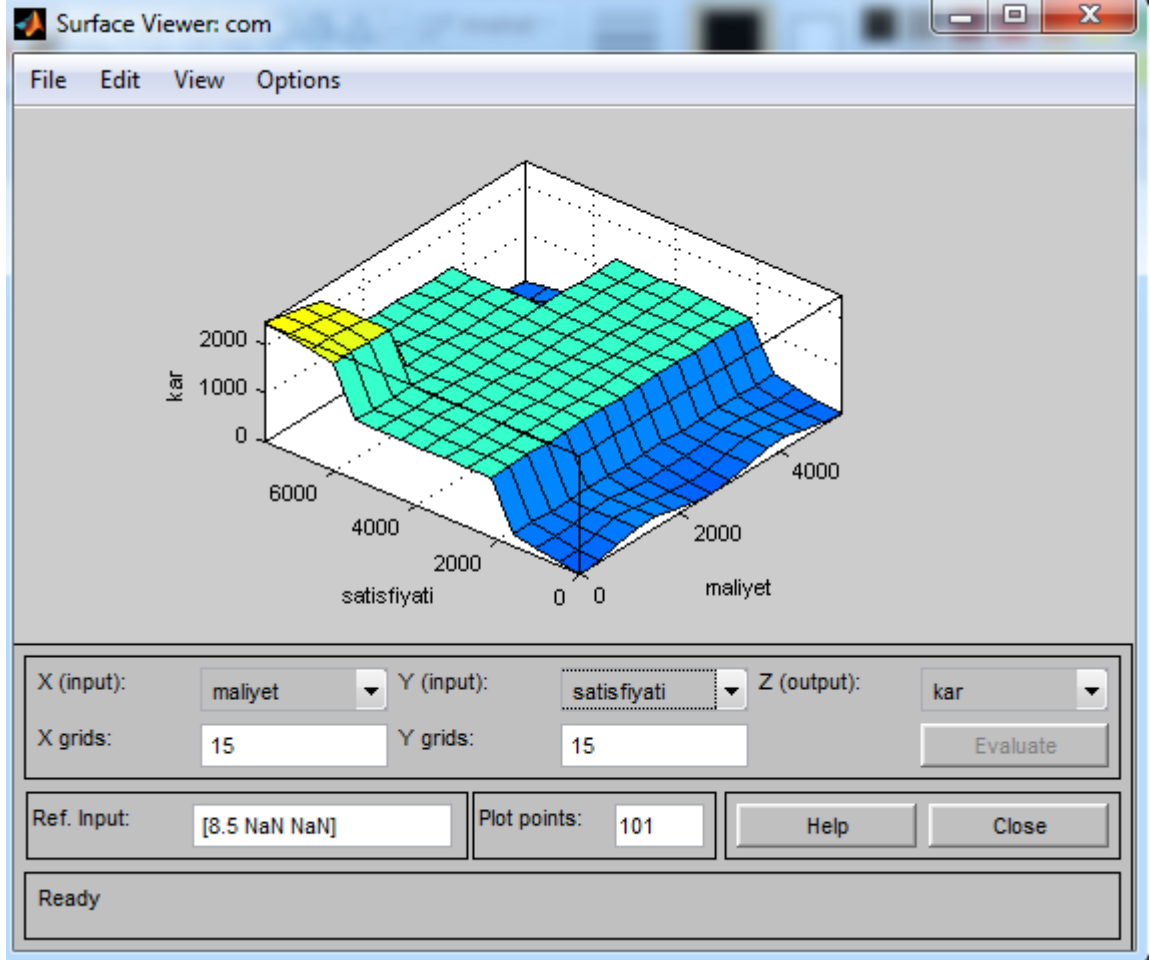 Surface Viewer: com
File Edit View Options
2000
1000
0
kar
6000
4000
2000
0
satisfiyati
0
2000
4000
maliyet
X (input): maliyet Y (input): satisfiyati Z (output): kar
X grids: 15 Y grids: 15 Evaluate
Ref. Input: [8.5 NaN NaN] Plot points: 101 Help Close
Ready